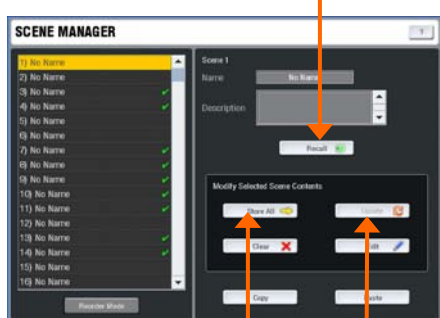 SCENE MANAGER
?
1) No Name
2) No Name
3) No Name
4) No Name
5) No Name
6) No Name
7) No Name
8) No Name
9) No Name
10) No Name
11) No Name
12) No Name
13) No Name
14) No Name
15) No Name
16) No Name
Reorder Mode
Scene 1
Name No Name
Description
Recall
Modify Selected Scene Contents
Store All
Clear
Copy